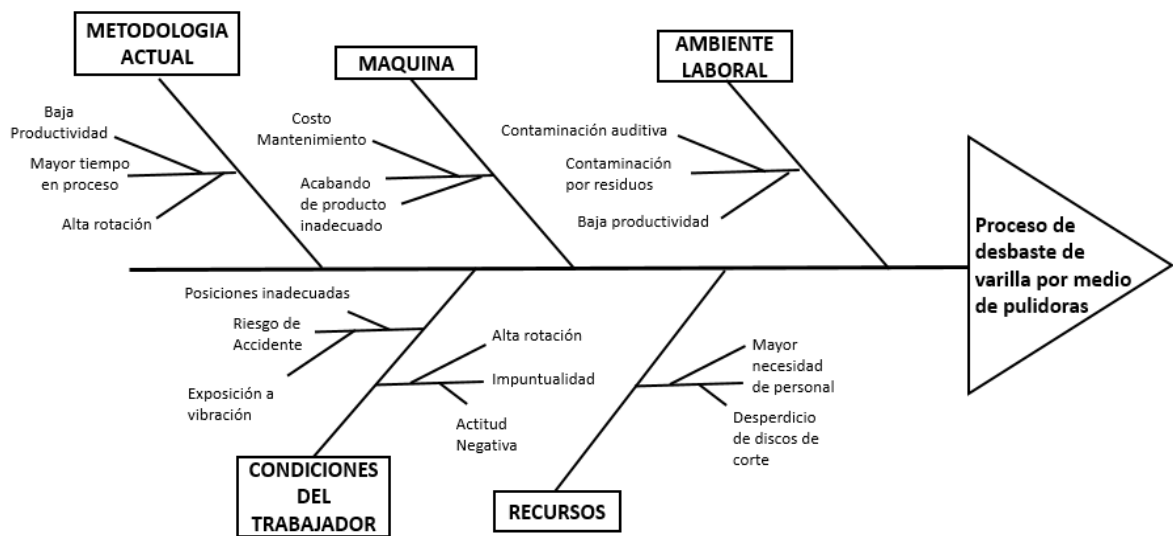 METODOLOGIA
ACTUAL
MAQUINA
AMBIENTE
LABORAL
Baja
Productividad
Mayor tiempo
en proceso
Alta rotación
Costo
Mantenimiento
Acabando
de producto
inadecuado
Contaminación auditiva
Contaminación
por residuos
Baja productividad
Proceso de
desbaste de
varilla por medio
de pulidoras
Posiciones inadecuadas
Riesgo de
Accidente
Exposición a
vibración
Alta rotación
Impuntualidad
Actitud
Negativa
Mayor
necesidad
de personal
Desperdicio
de discos de
corte
CONDICIONES
DEL
TRABAJADOR
RECURSOS